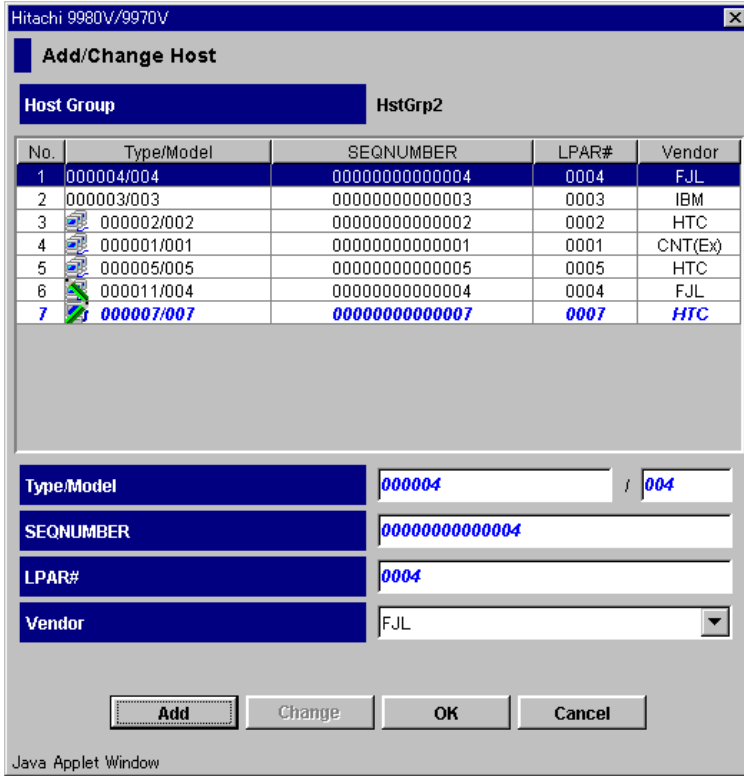 Hitachi 9980V/9970V
Add/Change Host
Host Group HstGrp2
No. Type/Model SEQNUMBER LPAR# Vendor
1 000004/004 00000000000004 0004 FJL
2 000003/003 00000000000003 0003 IBM
3 000002/002 00000000000002 0002 HTC
4 000001/001 00000000000001 0001 CNT(Ex)
5 000005/005 00000000000005 0005 HTC
6 000011/004 00000000000004 0004 FJL
7 000007/007 00000000000007 0007 HTC
Type/Model 000004 / 004
SEQNUMBER 00000000000004
LPAR# 0004
Vendor FJL
Add Change OK Cancel
Java Applet Window